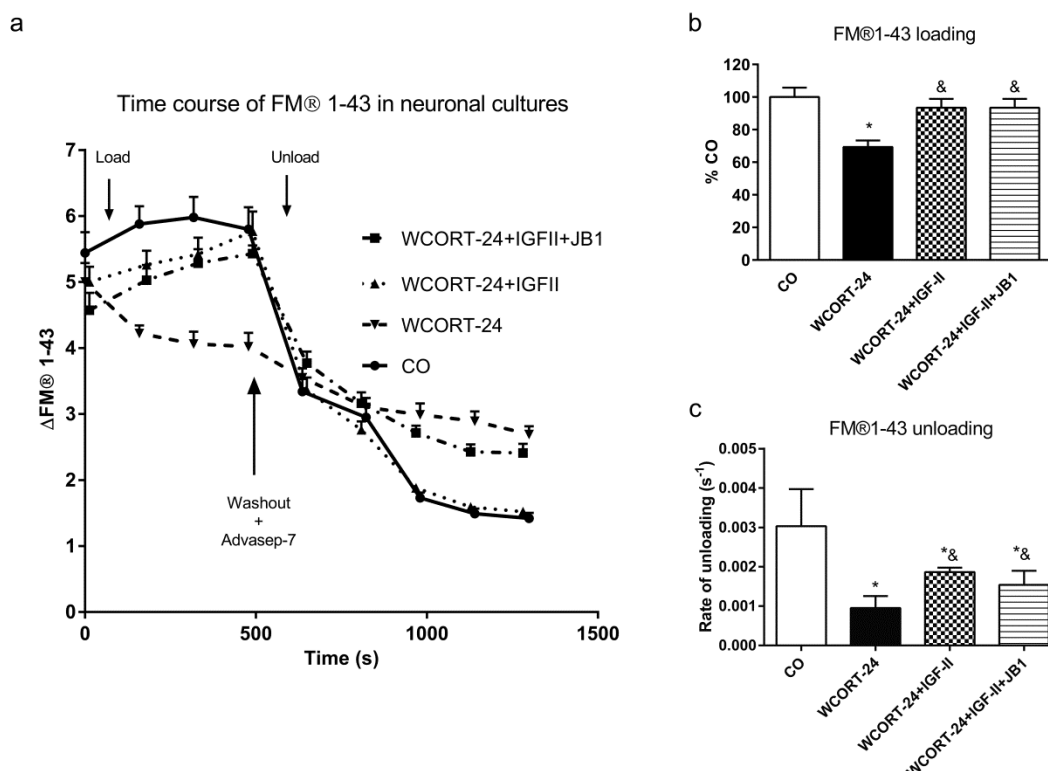 a
Time course of FM® 1-43 in neuronal cultures
7
6
5
4
3
2
1
0
ΔFM® 1-43
Load
Unload
WCORT-24+IGFII+JB1
WCORT-24+IGFII
WCORT-24
CO
Washout
+
Advasep-7
0
500
1000
1500
Time (s)
b
FM®1-43 loading
120
100
80
60
40
20
0
% CO
*
&
&
CO
WCORT-24
WCORT-24+IGF-II
WCORT-24+IGF-II+JB1
c
FM®1-43 unloading
0.004
0.003
0.002
0.001
0.000
Rate of unloading (s⁻¹)
*
*&
*&
CO
WCORT-24
WCORT-24+IGF-II
WCORT-24+IGF-II+JB1